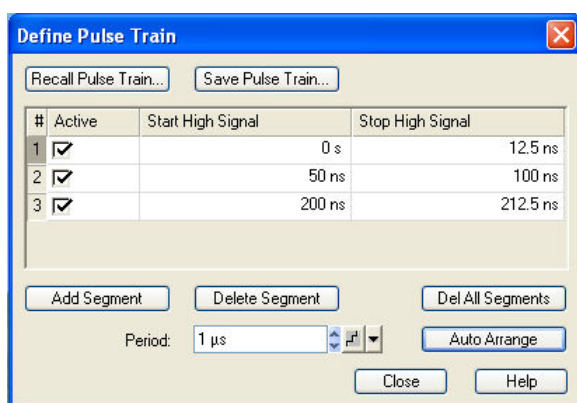 Define Pulse Train
Recall Pulse Train... Save Pulse Train...
# Active Start High Signal Stop High Signal
1 0 s 12.5 ns
2 50 ns 100 ns
3 200 ns 212.5 ns
Add Segment Delete Segment Del All Segments
Period: 1 µs Auto Arrange
Close Help